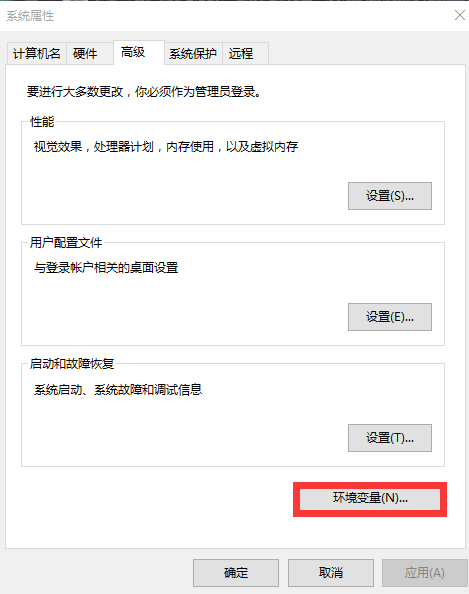 系统属性
计算机名 硬件 高级 系统保护 远程
要进行大多数更改，你必须作为管理员登录。
性能
视觉效果，处理器计划，内存使用，以及虚拟内存
设置(S)...
用户配置文件
与登录帐户相关的桌面设置
设置(E)...
启动和故障恢复
系统启动、系统故障和调试信息
设置(T)...
环境变量(N)...
确定 取消 应用(A)